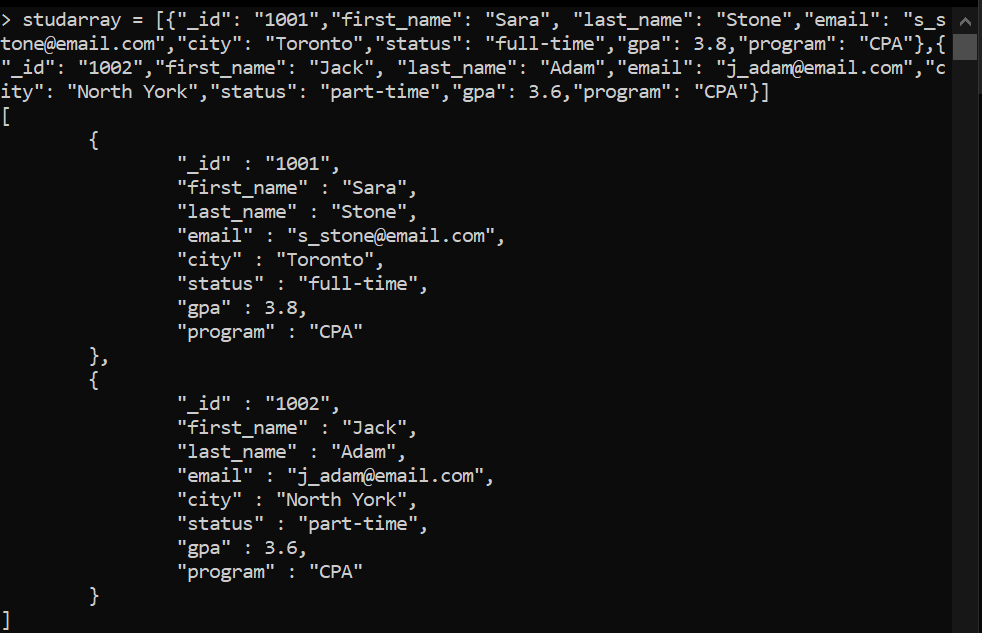 > studarray = [{"_id": "1001","first_name": "Sara", "last_name": "Stone","email": "s_s
tone@email.com","city": "Toronto","status": "full-time","gpa": 3.8,"program": "CPA"},{
"_id": "1002","first_name": "Jack", "last_name": "Adam","email": "j_adam@email.com","c
ity": "North York","status": "part-time","gpa": 3.6,"program": "CPA"}]
[
        {
                "_id" : "1001",
                "first_name" : "Sara",
                "last_name" : "Stone",
                "email" : "s_stone@email.com",
                "city" : "Toronto",
                "status" : "full-time",
                "gpa" : 3.8,
                "program" : "CPA"
        },
        {
                "_id" : "1002",
                "first_name" : "Jack",
                "last_name" : "Adam",
                "email" : "j_adam@email.com",
                "city" : "North York",
                "status" : "part-time",
                "gpa" : 3.6,
                "program" : "CPA"
        }
]